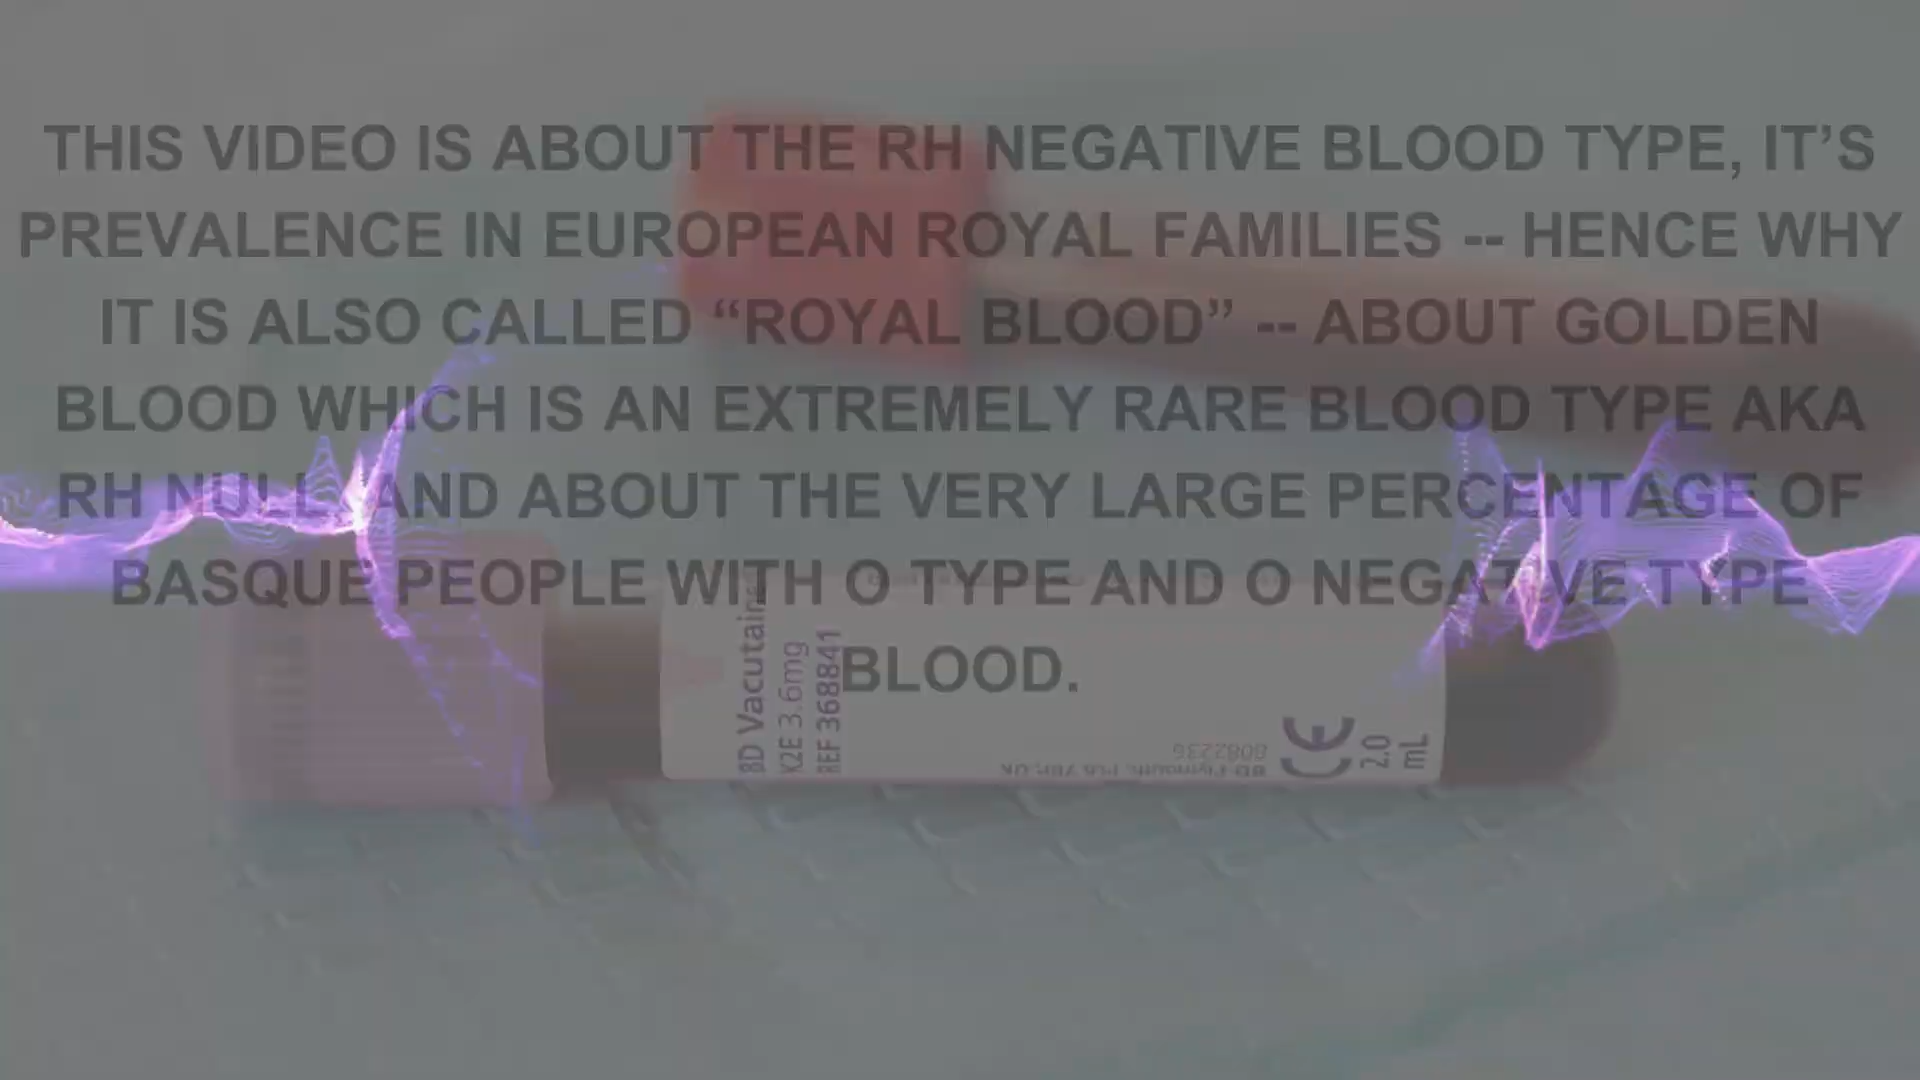 THIS VIDEO IS ABOUT THE RH NEGATIVE BLOOD TYPE, IT’S
PREVALENCE IN EUROPEAN ROYAL FAMILIES -- HENCE WHY
IT IS ALSO CALLED “ROYAL BLOOD” -- ABOUT GOLDEN
BLOOD WHICH IS AN EXTREMELY RARE BLOOD TYPE AKA
RH NULL AND ABOUT THE VERY LARGE PERCENTAGE OF
BASQUE PEOPLE WITH O TYPE AND O NEGATIVE TYPE
BLOOD.
BD Vacutainer
K2E 3.6mg
REF 368841
8082236
CE
2.0
mL